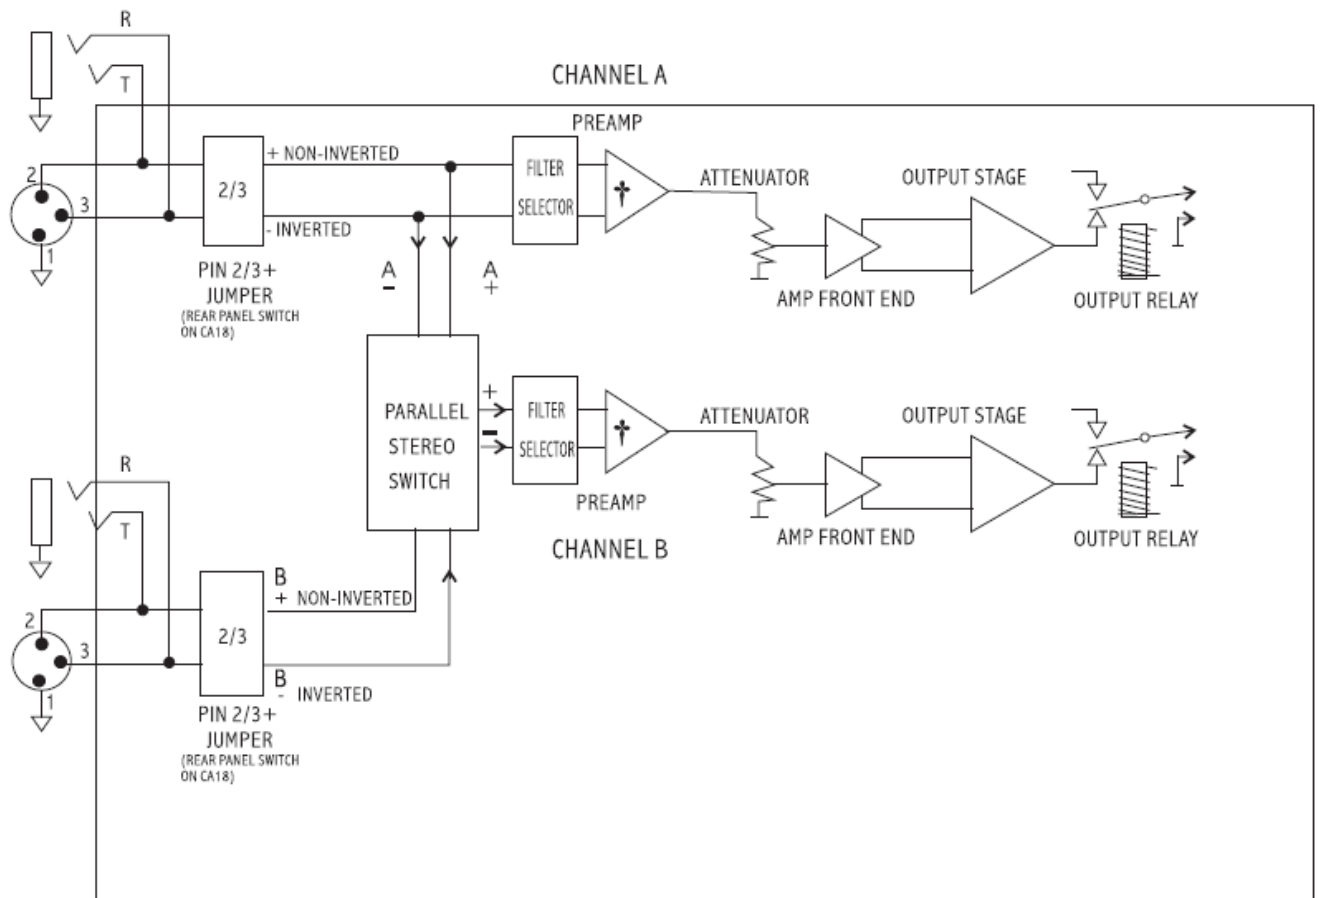 R
T
CHANNEL A
PREAMP
2
3
1
2/3
+ NON-INVERTED
- INVERTED
FILTER
SELECTOR
†
ATTENUATOR
OUTPUT STAGE
AMP FRONT END
OUTPUT RELAY
PIN 2/3+
JUMPER
(REAR PANEL SWITCH
ON CA18)
A
-
A
+
PARALLEL
STEREO
SWITCH
+
-
FILTER
SELECTOR
†
PREAMP
ATTENUATOR
OUTPUT STAGE
AMP FRONT END
OUTPUT RELAY
CHANNEL B
R
T
2
3
1
2/3
B
+ NON-INVERTED
B
- INVERTED
PIN 2/3+
JUMPER
(REAR PANEL SWITCH
ON CA18)